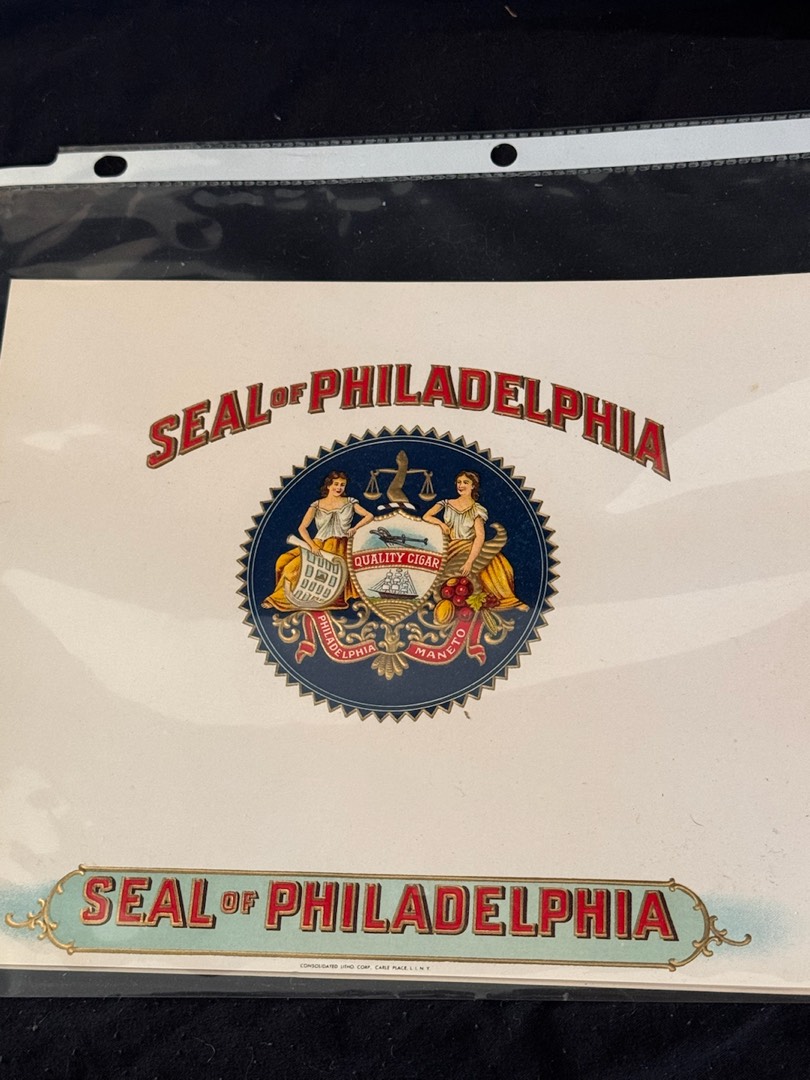 SEAL OF PHILADELPHIA
QUALITY CIGAR
PHILADELPHIA MANETO
SEAL OF PHILADELPHIA
CONSOLIDATED LITHO CORP. CARLE PLACE, L. I. N. Y.